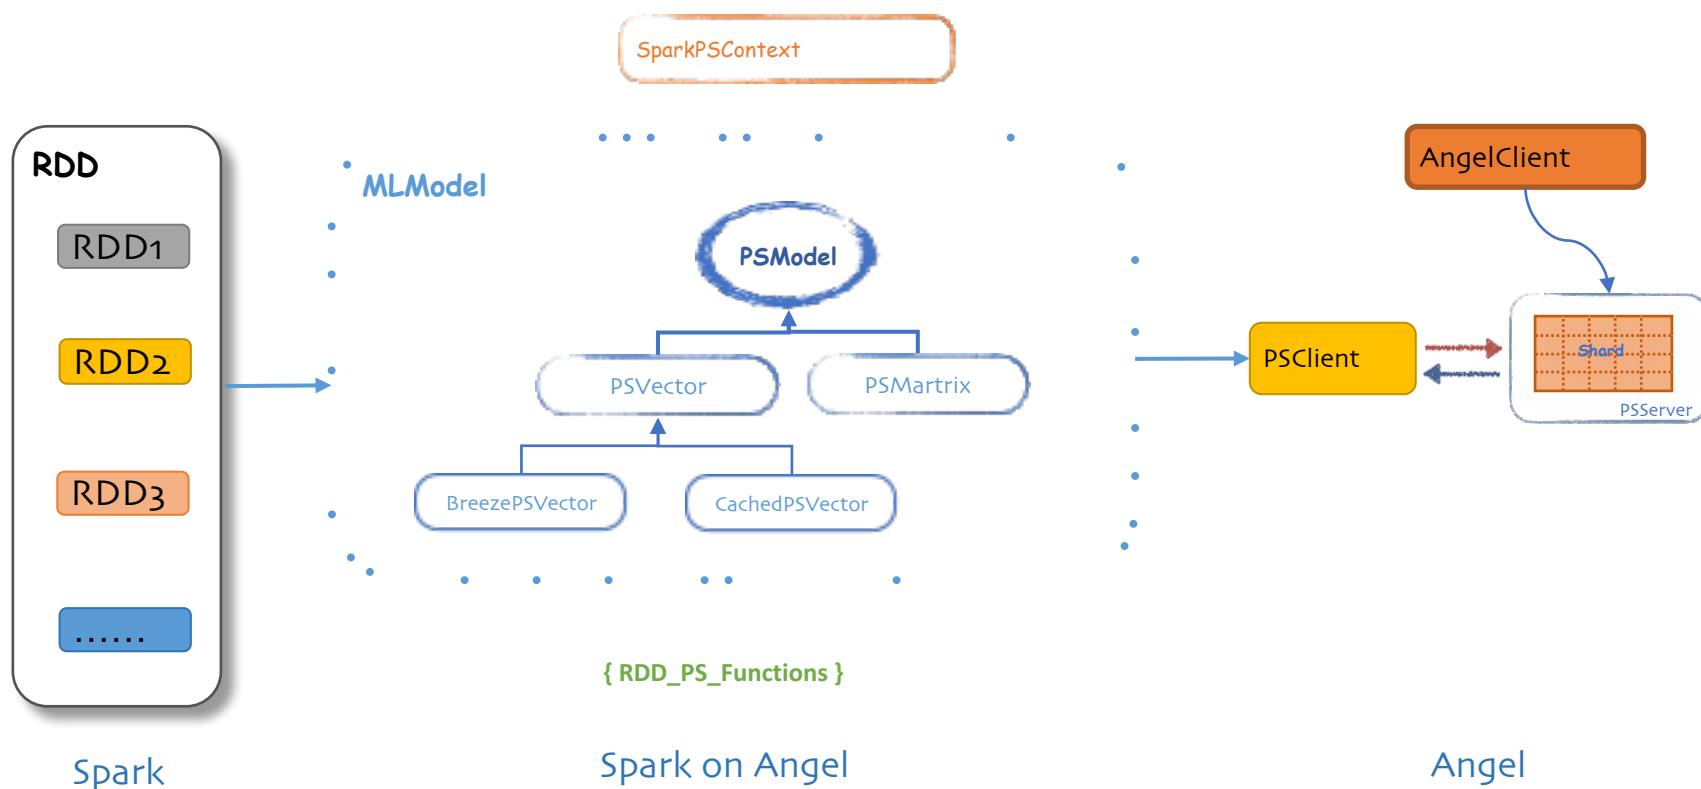 SparkPSContext
RDD
RDD1
RDD2
RDD3
......
MLModel
PSModel
PSVector
PSMartrix
BreezePSVector
CachedPSVector
{ RDD_PS_Functions }
AngelClient
PSClient
Shard
PSServer
Spark
Spark on Angel
Angel